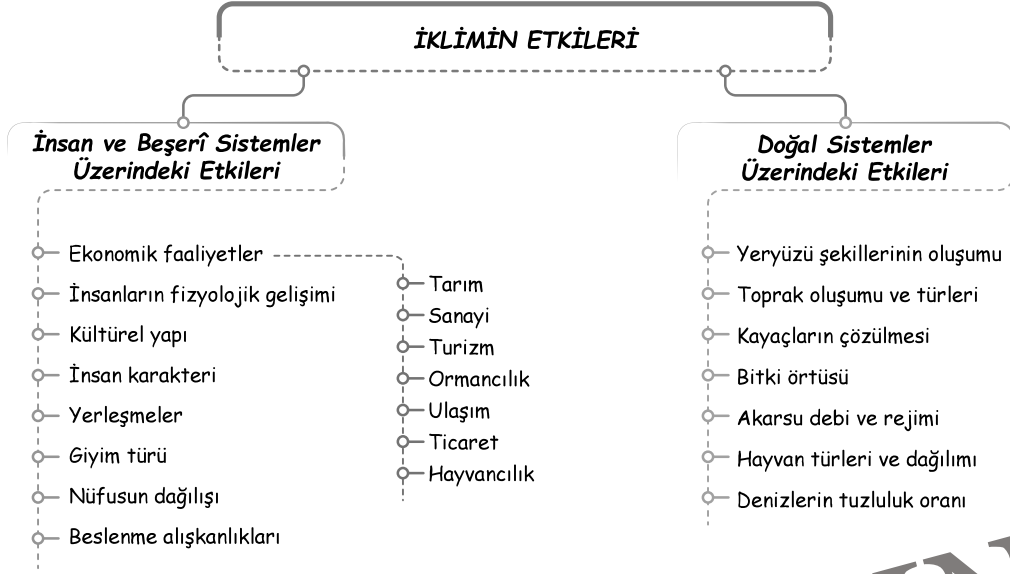 İKLİMİN ETKİLERİ
İnsan ve Beşerî Sistemler
Üzerindeki Etkileri
Ekonomik faaliyetler
İnsanların fizyolojik gelişimi
Kültürel yapı
İnsan karakteri
Yerleşmeler
Giyim türü
Nüfusun dağılışı
Beslenme alışkanlıkları
Tarım
Sanayi
Turizm
Ormancılık
Ulaşım
Ticaret
Hayvancılık
Doğal Sistemler
Üzerindeki Etkileri
Yeryüzü şekillerinin oluşumu
Toprak oluşumu ve türleri
Kayaçların çözülmesi
Bitki örtüsü
Akarsu debi ve rejimi
Hayvan türleri ve dağılımı
Denizlerin tuzluluk oranı